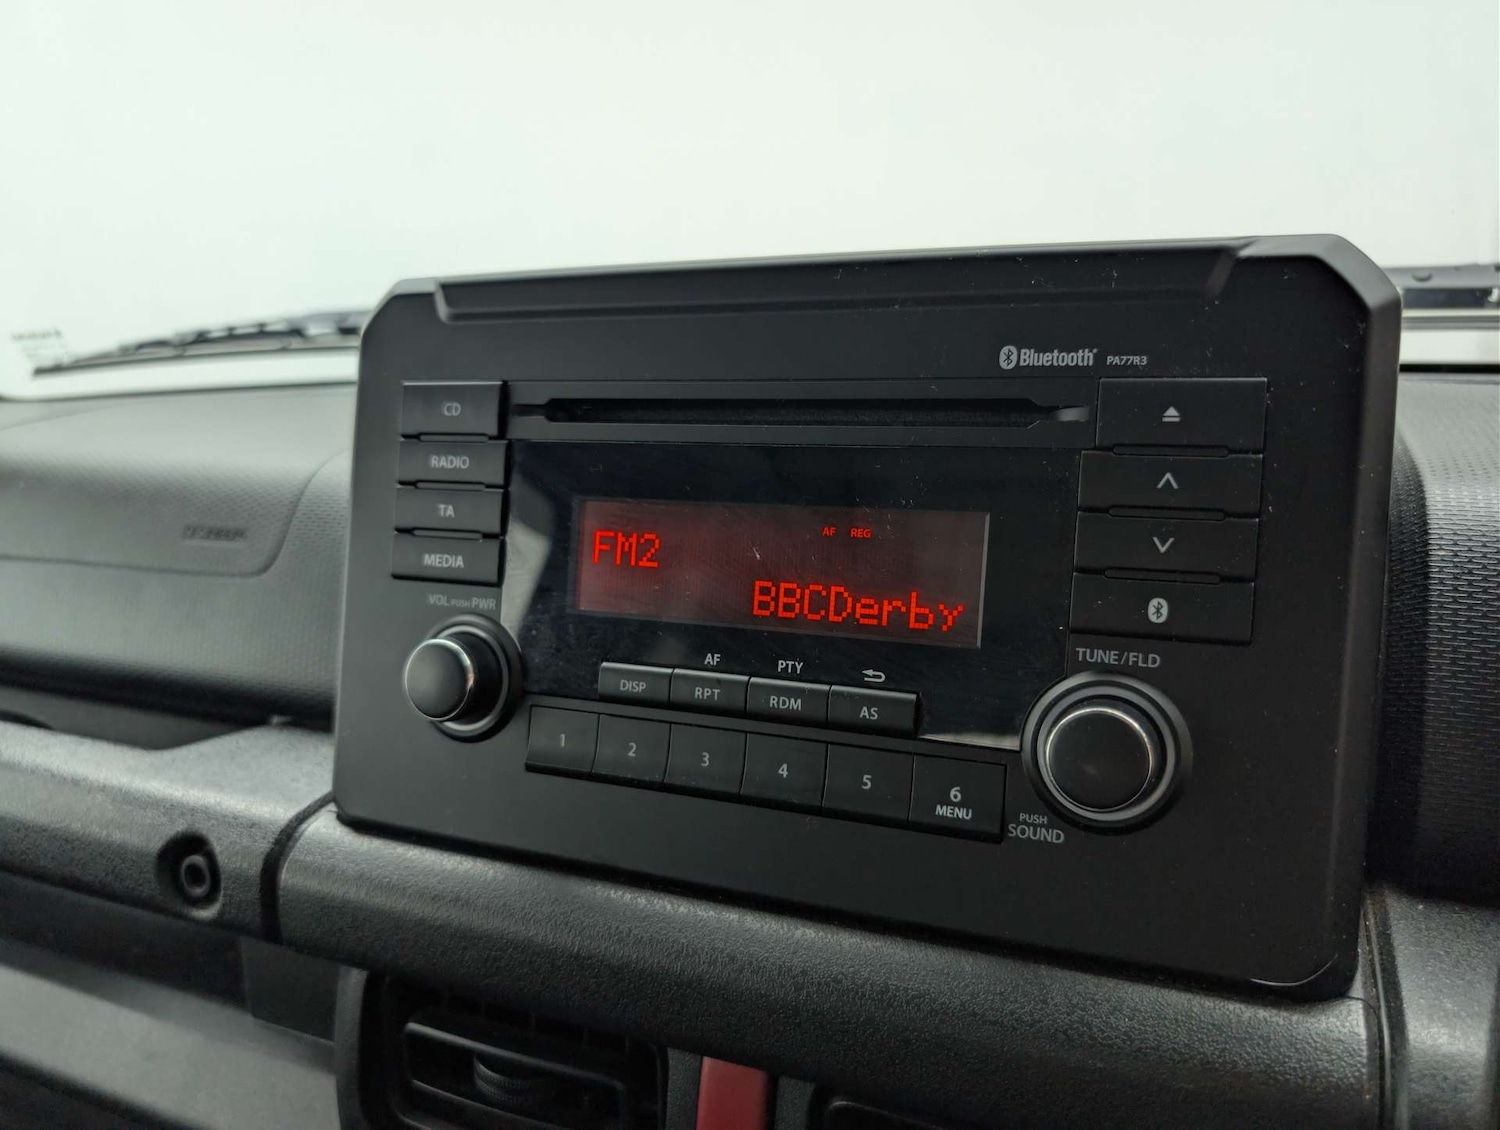 Bluetooth® PA77R3
CD
RADIO
TA
MEDIA
VOL PUSH PWR
AF REG
FM2
BBCDerby
AF PTY
DISP RPT RDM AS
1 2 3 4 5 6
MENU
TUNE/FLD
PUSH
SOUND